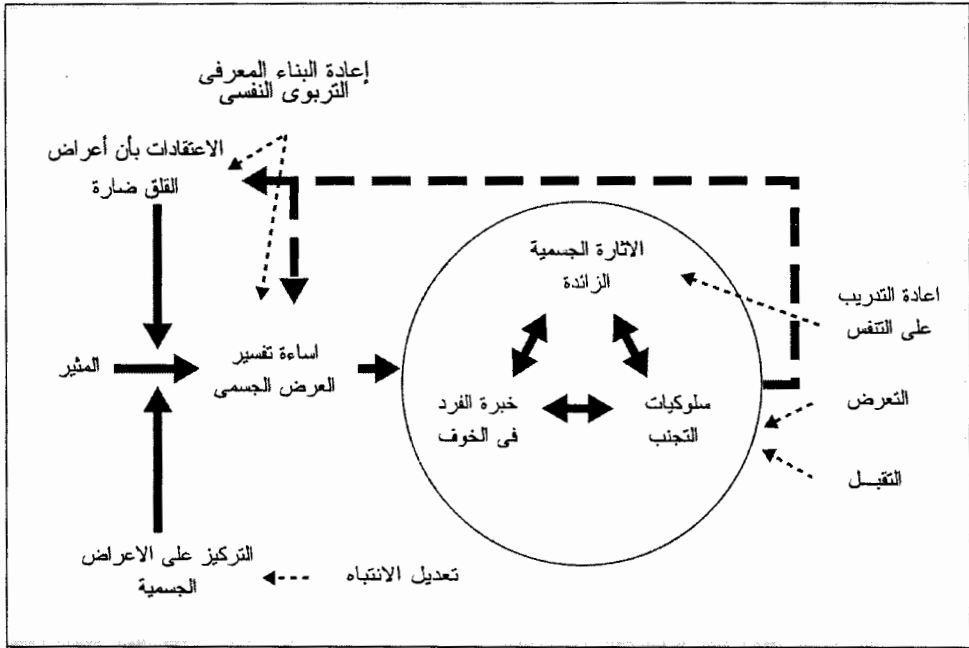 إعادة البناء المعرفى
التربوى النفسى
الاعتقادات بأن أعراض
القلق ضارة
الاثارة الجسمية
الزائدة
اعادة التدريب
على التنفس
المثير
اساءة تفسير
العرض الجسمى
خبرة الفرد
فى الخوف
سلوكيات
التجنب
التعرض
التقبــل
التركيز على الاعراض
الجسمية
تعديل الانتباه